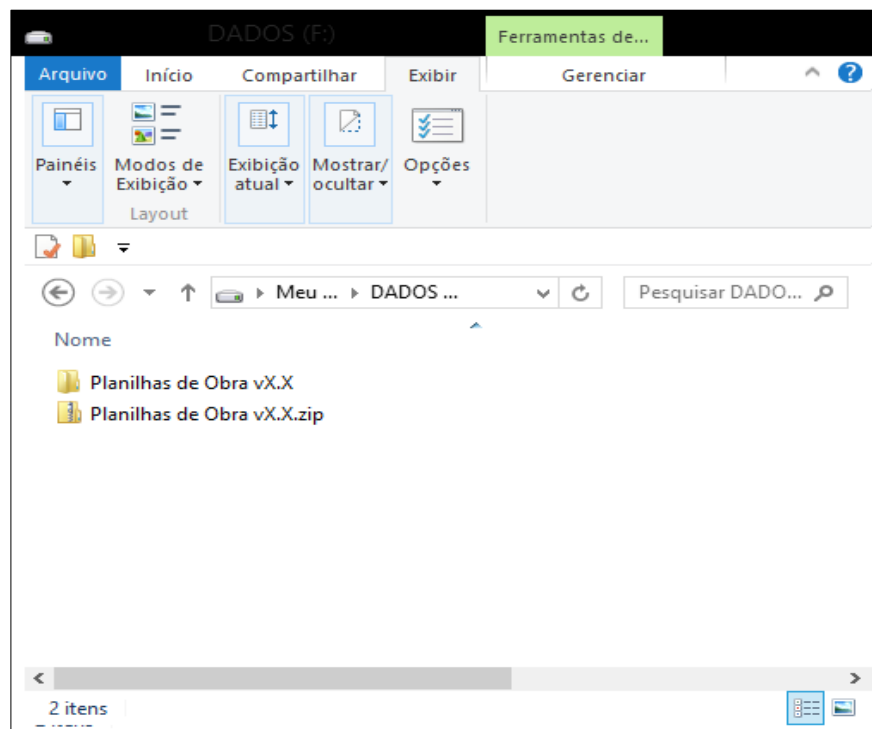 DADOS (F:)
Ferramentas de...
Arquivo Início Compartilhar Exibir Gerenciar
Painéis Modos de Exibição Exibição atual Mostrar/ ocultar Opções
Layout
Meu ... DADOS ... Pesquisar DADO...
Nome
Planilhas de Obra vX.X
Planilhas de Obra vX.X.zip
2 itens